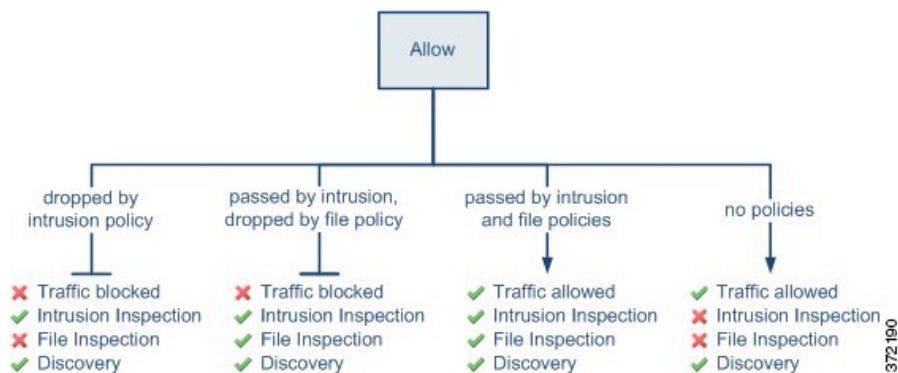 Allow
dropped by
intrusion policy
passed by intrusion,
dropped by file policy
passed by intrusion
and file policies
no policies
Traffic blocked
Intrusion Inspection
File Inspection
Discovery
Traffic blocked
Intrusion Inspection
File Inspection
Discovery
Traffic allowed
Intrusion Inspection
File Inspection
Discovery
Traffic allowed
Intrusion Inspection
File Inspection
Discovery
372190